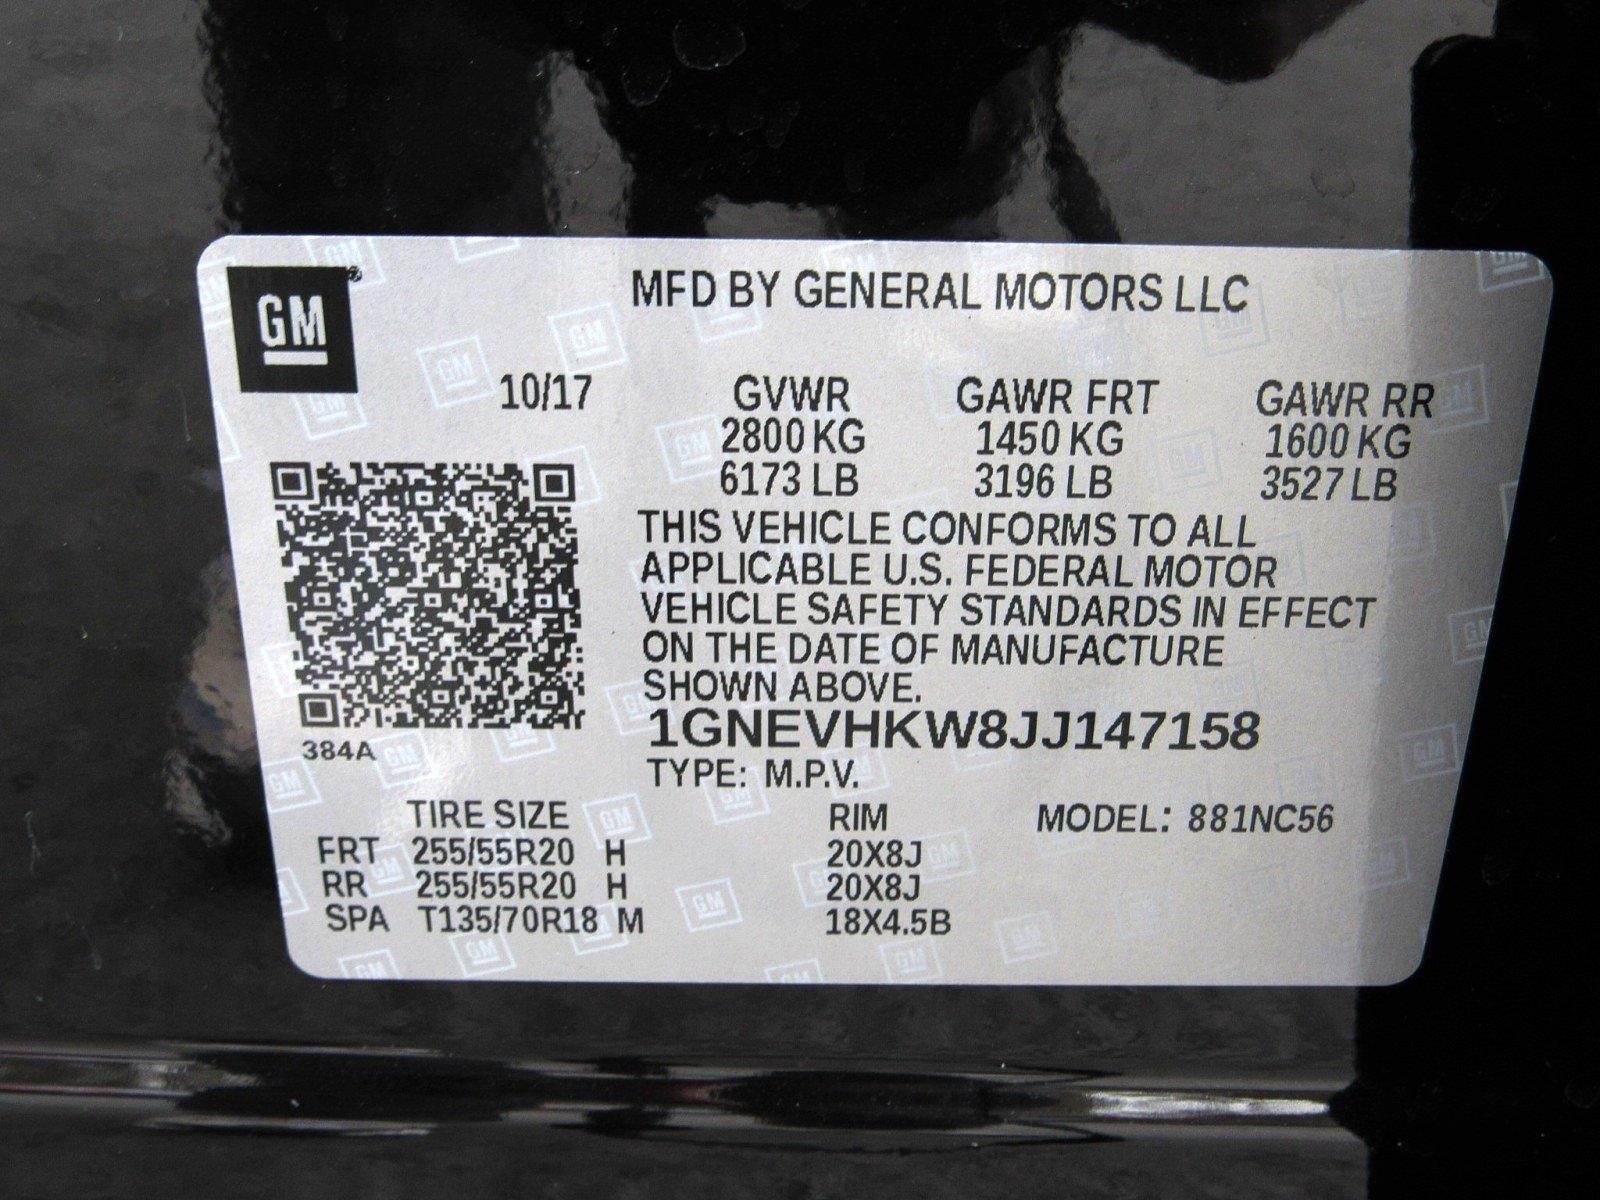 GM
MFD BY GENERAL MOTORS LLC
10/17 GVWR GAWR FRT GAWR RR
2800 KG 1450 KG 1600 KG
6173 LB 3196 LB 3527 LB
THIS VEHICLE CONFORMS TO ALL
APPLICABLE U.S. FEDERAL MOTOR
VEHICLE SAFETY STANDARDS IN EFFECT
ON THE DATE OF MANUFACTURE
SHOWN ABOVE.
1GNEVHKW8JJ147158
384A
TYPE: M.P.V.
TIRE SIZE RIM MODEL: 881NC56
FRT 255/55R20 H 20X8J
RR 255/55R20 H 20X8J
SPA T135/70R18 M 18X4.5B